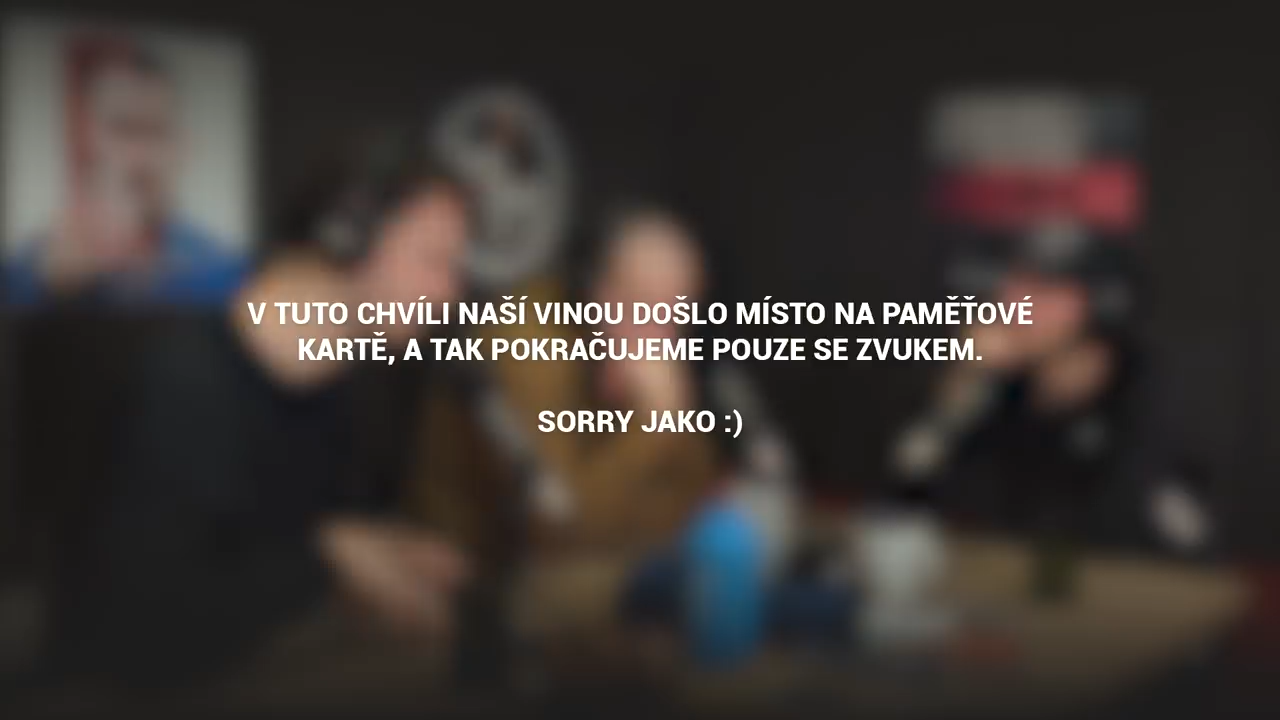 V TUTO CHVÍLI NAŠÍ VINOU DOŠLO MÍSTO NA PAMĚŤOVÉ
KARTĚ, A TAK POKRAČUJEME POUZE SE ZVUKEM.
SORRY JAKO :)